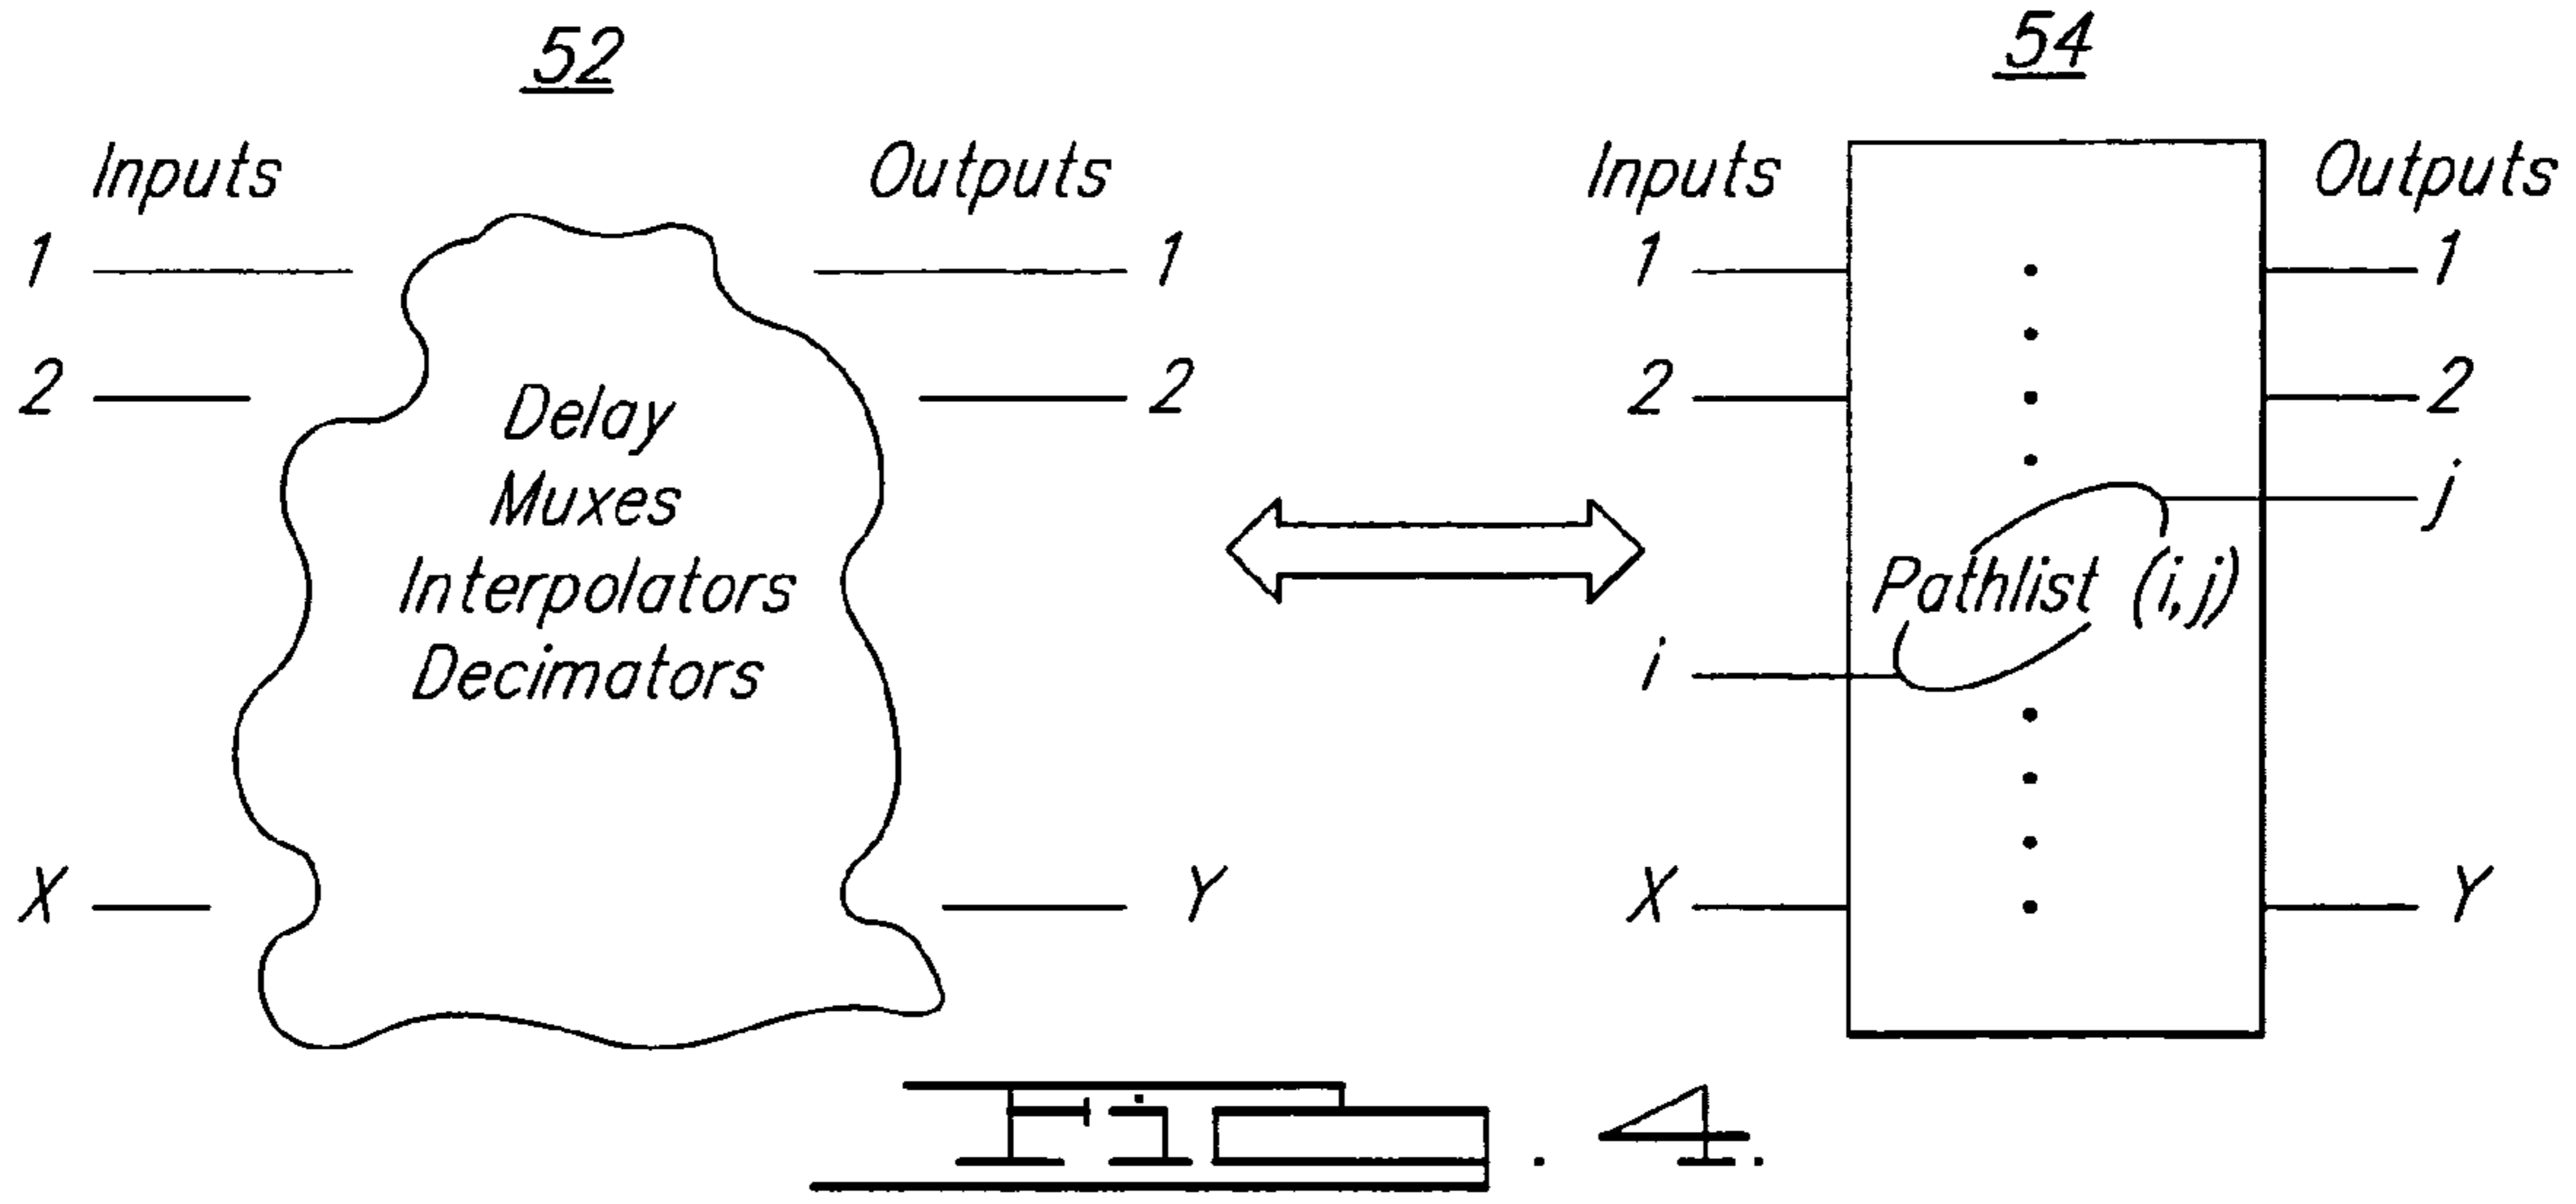 52
Inputs
Outputs
1
1
2
2
Delay
Muxes
Interpolators
Decimators
X
Y
54
Inputs
Outputs
1
1
2
2
j
Pathlist (i,j)
i
X
Y
Fig. 4.